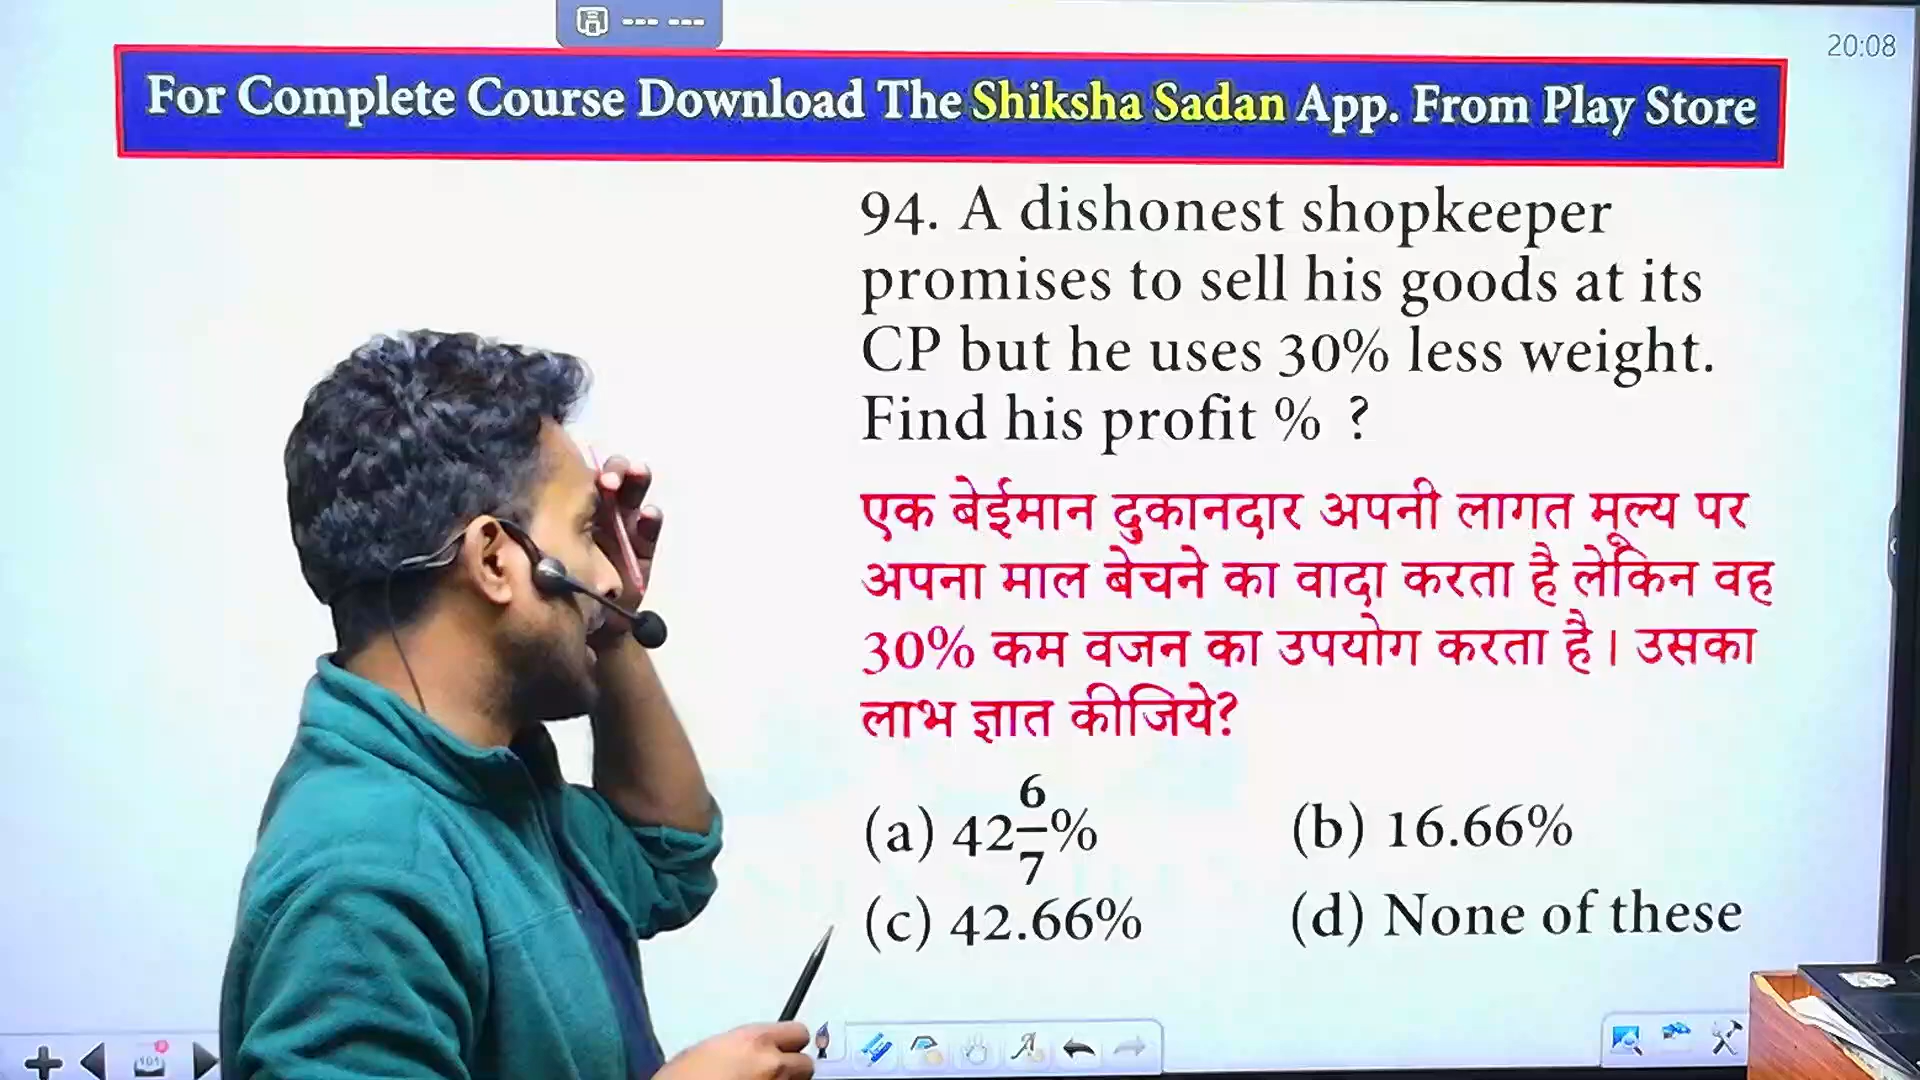 --- ---
20:08
For Complete Course Download The Shiksha Sadan App. From Play Store
94. A dishonest shopkeeper
promises to sell his goods at its
CP but he uses 30% less weight.
Find his profit % ?
एक बेईमान दुकानदार अपनी लागत मूल्य पर
अपना माल बेचने का वादा करता है लेकिन वह
30% कम वजन का उपयोग करता है। उसका
लाभ ज्ञात कीजिये?
(a) 42 6/7 % (b) 16.66%
(c) 42.66% (d) None of these
101